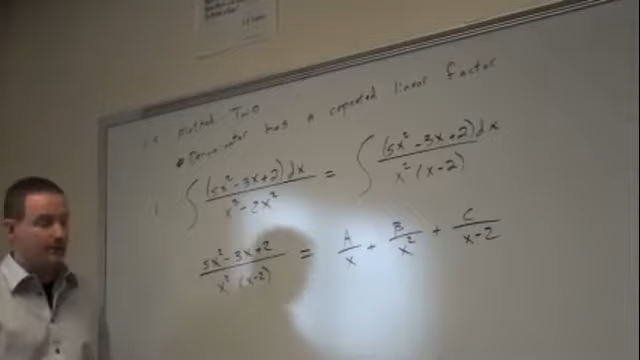 Method Two
has a repeated linear factor
1. ∫ (5x² - 3x + 2) dx / x³ - 2x² = ∫ (5x² - 3x + 2) dx / x² (x - 2)
5x² - 3x + 2 / x² (x - 2) = A/x + B/x² + C/x - 2